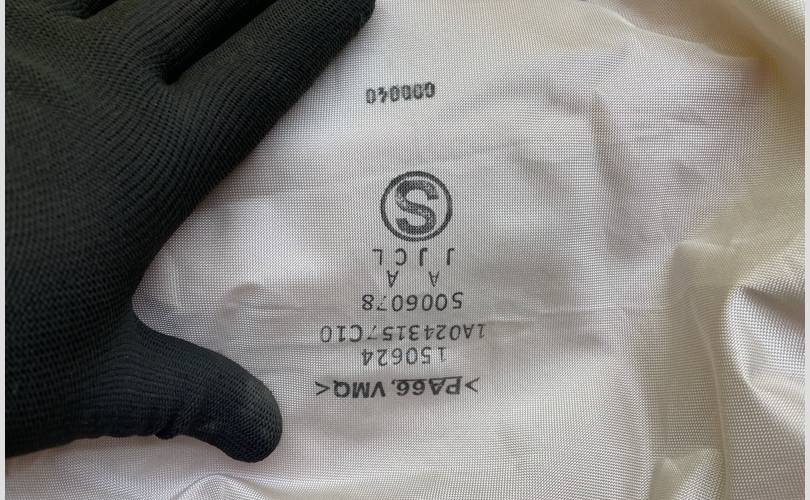 >PA66, VMQ<
150624
1A0243157C10
5006078
A A
J J C L
S
000040